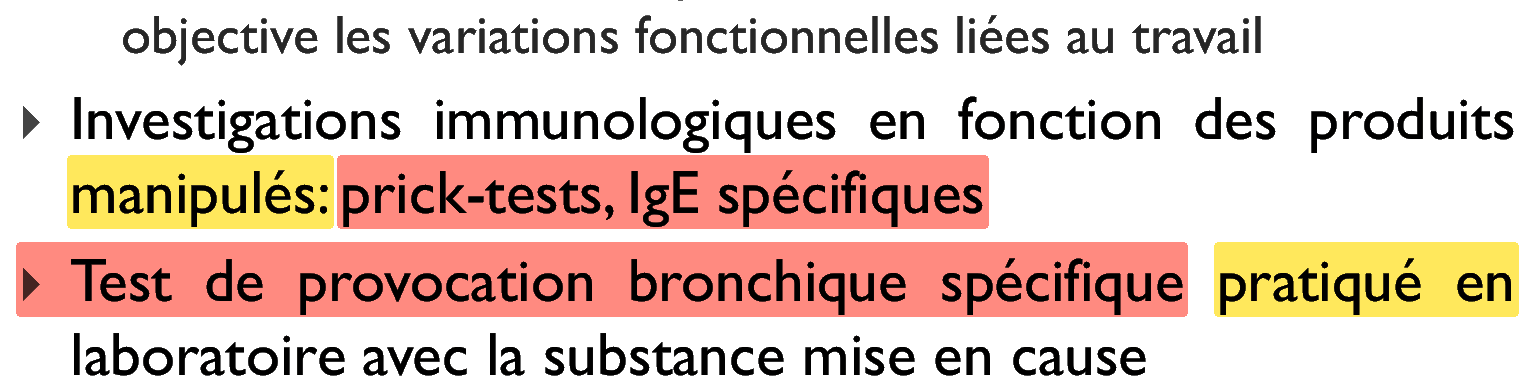 objective les variations fonctionnelles liées au travail
Investigations immunologiques en fonction des produits
manipulés: prick-tests, IgE spécifiques
Test de provocation bronchique spécifique pratiqué en
laboratoire avec la substance mise en cause